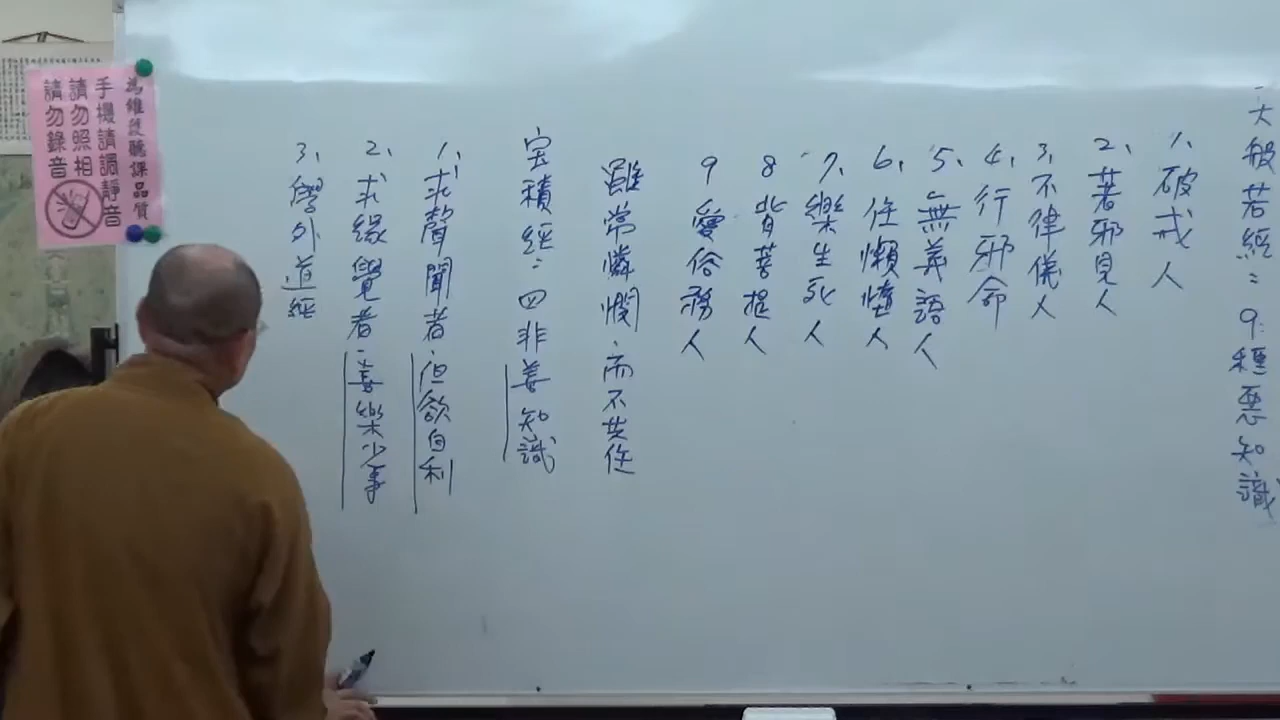 大般若經:9種惡知識
1、破戒人
2、著邪見人
3、不律儀人
4、行邪命
5、無義語人
6、住懶惰人
7、樂生死人
8背菩提人
9愛俗務人
雖常憐憫,而不共住
宝積經:四非善知識
1、求聲聞者,但欲自利
2、求緣覺者,喜樂少事
3、學外道經
為維護聽課品質
手機請調靜音
請勿照相
請勿錄音